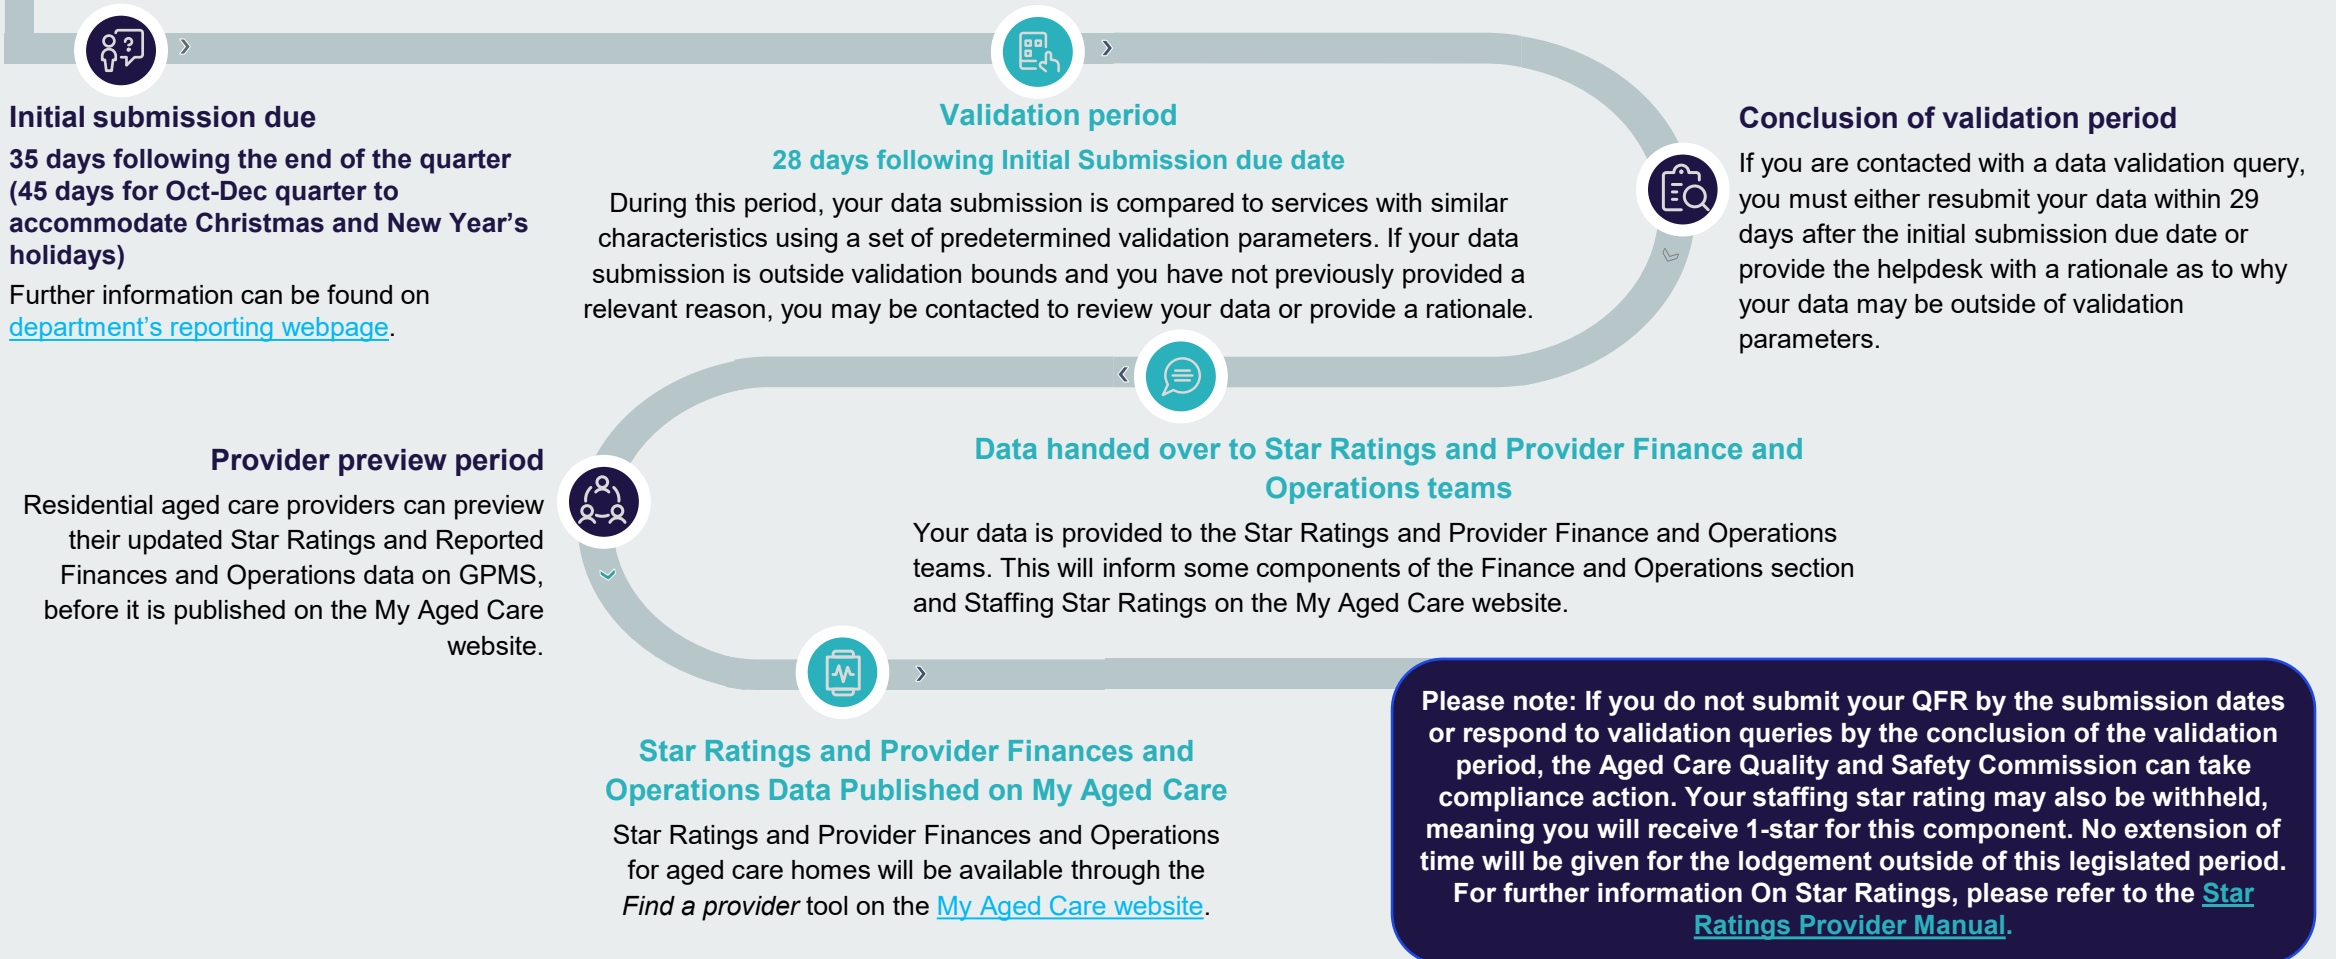 Initial submission due
35 days following the end of the quarter
(45 days for Oct-Dec quarter to
accommodate Christmas and New Year’s
holidays)
Further information can be found on
department’s reporting webpage.
Validation period
28 days following Initial Submission due date
During this period, your data submission is compared to services with similar
characteristics using a set of predetermined validation parameters. If your data
submission is outside validation bounds and you have not previously provided a
relevant reason, you may be contacted to review your data or provide a rationale.
Conclusion of validation period
If you are contacted with a data validation query,
you must either resubmit your data within 29
days after the initial submission due date or
provide the helpdesk with a rationale as to why
your data may be outside of validation
parameters.
Data handed over to Star Ratings and Provider Finance and
Operations teams
Your data is provided to the Star Ratings and Provider Finance and Operations
teams. This will inform some components of the Finance and Operations section
and Staffing Star Ratings on the My Aged Care website.
Provider preview period
Residential aged care providers can preview
their updated Star Ratings and Reported
Finances and Operations data on GPMS,
before it is published on the My Aged Care
website.
Star Ratings and Provider Finances and
Operations Data Published on My Aged Care
Star Ratings and Provider Finances and Operations
for aged care homes will be available through the
Find a provider tool on the My Aged Care website.
Please note: If you do not submit your QFR by the submission dates
or respond to validation queries by the conclusion of the validation
period, the Aged Care Quality and Safety Commission can take
compliance action. Your staffing star rating may also be withheld,
meaning you will receive 1-star for this component. No extension of
time will be given for the lodgement outside of this legislated period.
For further information On Star Ratings, please refer to the Star
Ratings Provider Manual.